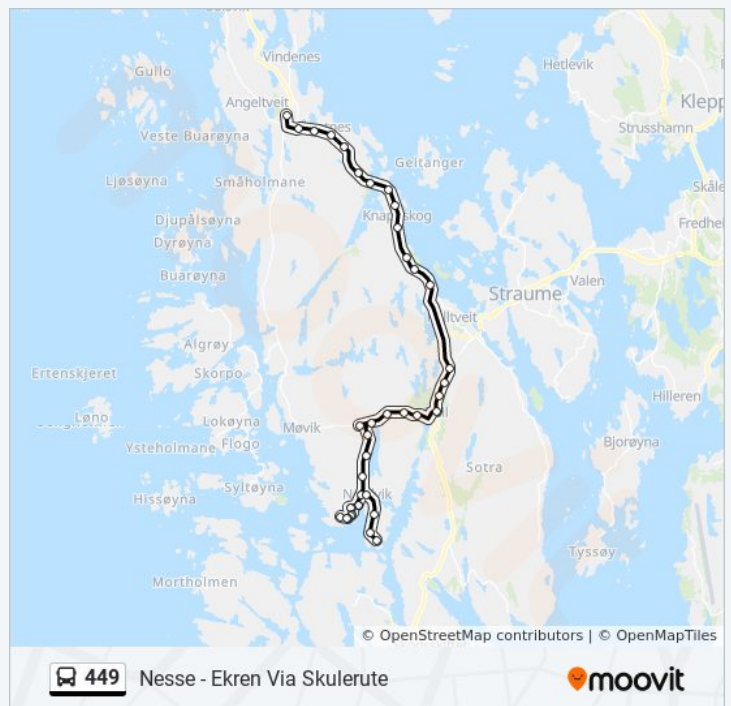 Vindenes
Gullo
Hetlevik
Angeltveit
Klepp
Strusshamn
Veste Buarøyna
Geitanger
Ljøsøyna
Småholmane
Skåle
Djupålsøyna
Fredhei
Dyrøyna
Buarøyna
Valen
Straume
Algrøy
Ertenskjeret
Skorpo
Hilleren
Løno
Lokøyna
Møvik
Flogo
Bjorøyna
Ysteholmane
Sotra
Syltøyna
Hissøyna
Tyssøy
Mortholmen
© OpenStreetMap contributors | © OpenMapTiles
449 Nesse - Ekren Via Skulerute
moovit